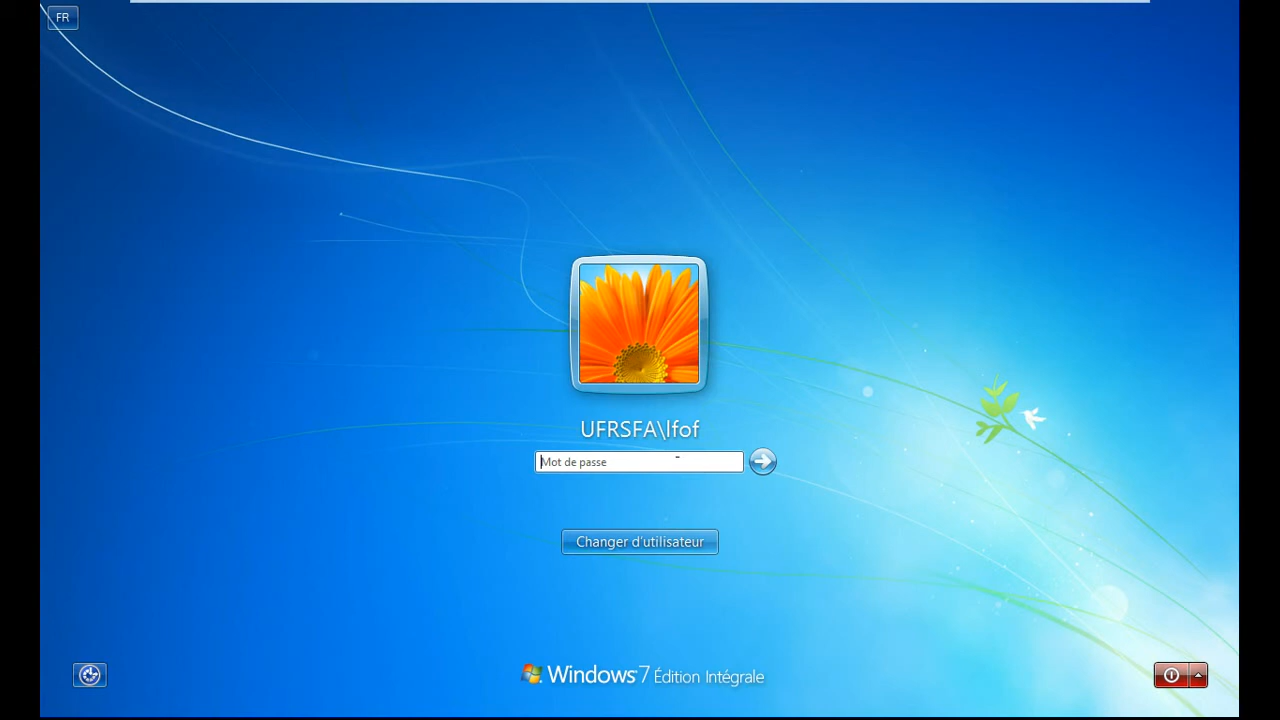 FR
UFRSFA\lfof
Mot de passe
Changer d'utilisateur
Windows 7 Édition Intégrale